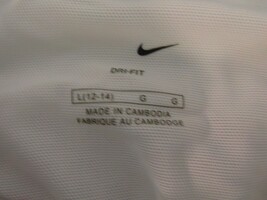 DRI-FIT
L(12-14) G G
MADE IN CAMBODIA
FABRIQUE AU CAMBODGE